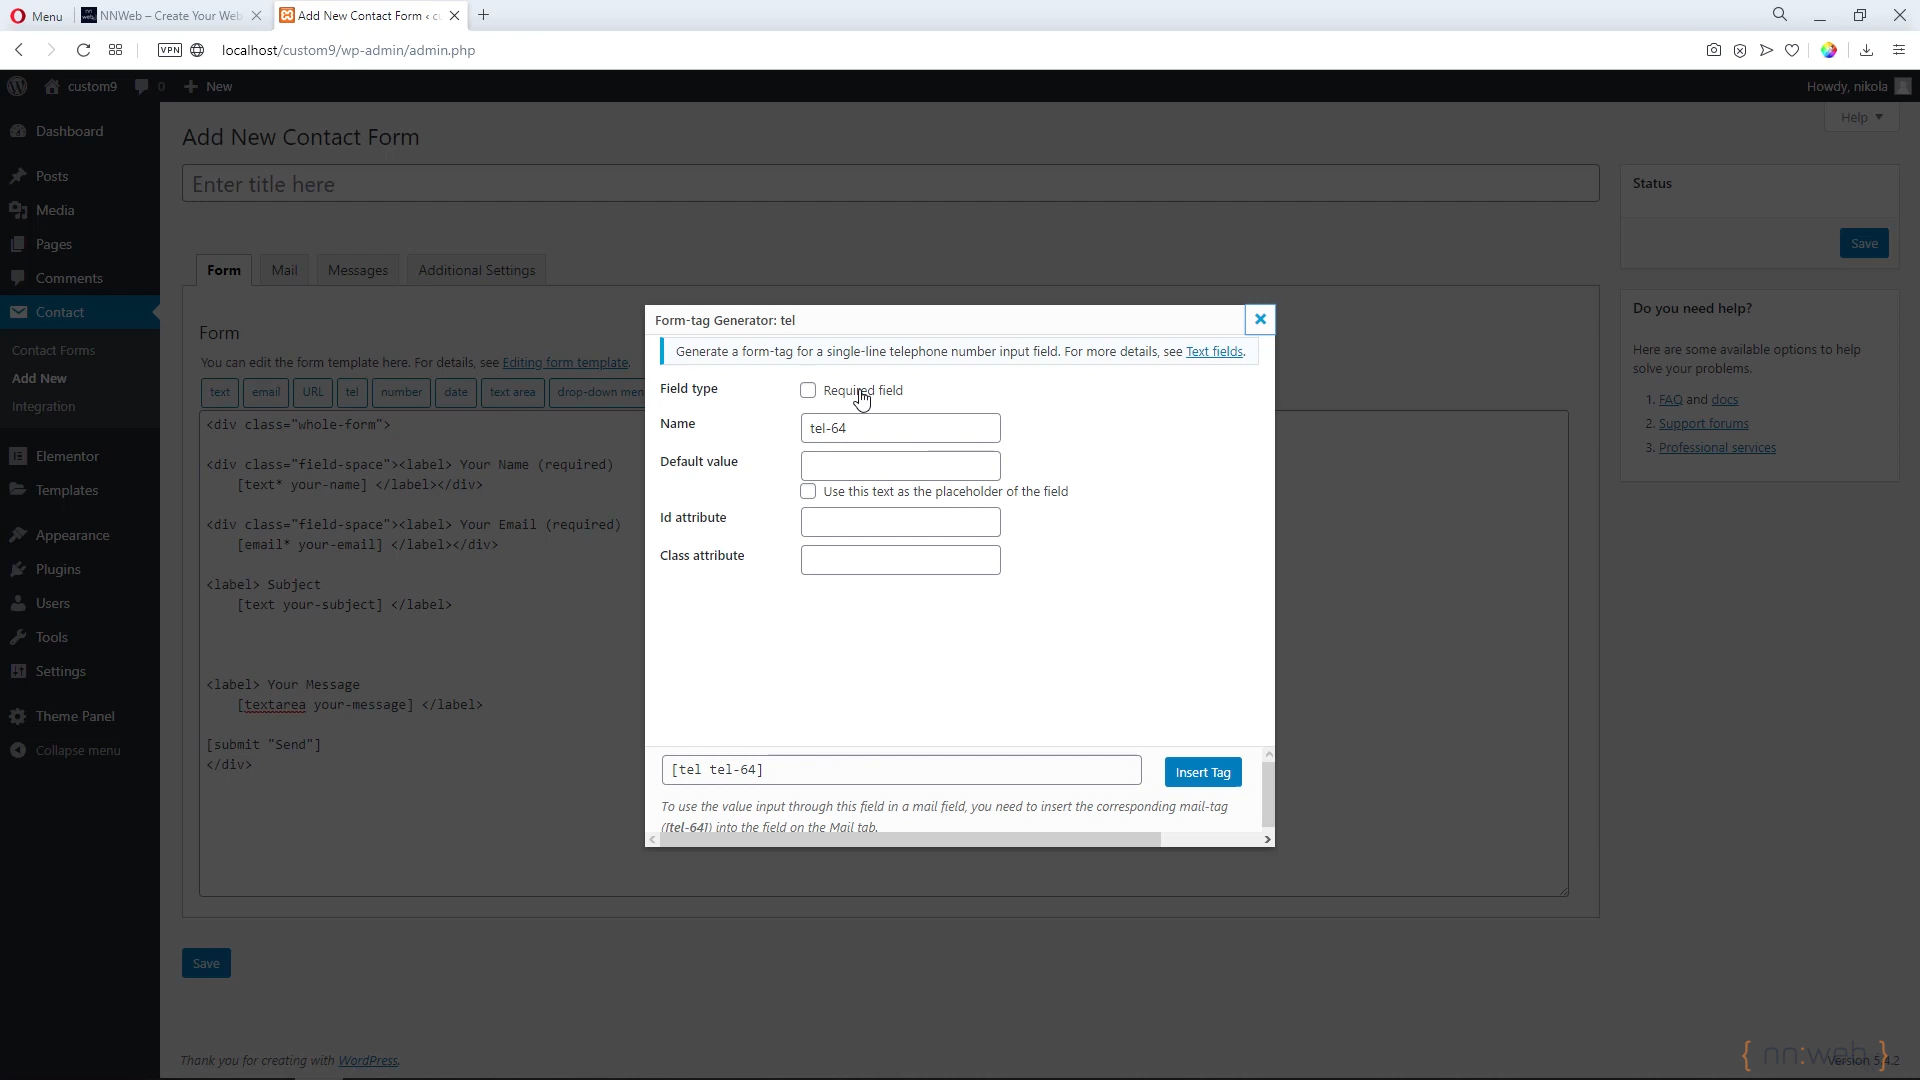 Menu
NNWeb – Create Your Web
Add New Contact Form ‹ cu
VPN
localhost/custom9/wp-admin/admin.php
custom9
0
New
Howdy, nikola
Dashboard
Posts
Media
Pages
Comments
Contact
Contact Forms
Add New
Integration
Elementor
Templates
Appearance
Plugins
Users
Tools
Settings
Theme Panel
Collapse menu
Help
Add New Contact Form
Enter title here
Form
Mail
Messages
Additional Settings
Form
You can edit the form template here. For details, see Editing form template.
text
email
URL
tel
number
date
text area
drop-down men
<div class="whole-form">
<div class="field-space"><label> Your Name (required)
[text* your-name] </label></div>
<div class="field-space"><label> Your Email (required)
[email* your-email] </label></div>
<label> Subject
[text your-subject] </label>
<label> Your Message
[textarea your-message] </label>
[submit "Send"]
</div>
Save
Form-tag Generator: tel
Generate a form-tag for a single-line telephone number input field. For more details, see Text fields.
Field type
Required field
Name
tel-64
Default value
Use this text as the placeholder of the field
Id attribute
Class attribute
[tel tel-64]
Insert Tag
To use the value input through this field in a mail field, you need to insert the corresponding mail-tag
([tel-64]) into the field on the Mail tab.
Status
Save
Do you need help?
Here are some available options to help
solve your problems.
1. FAQ and docs
2. Support forums
3. Professional services
Thank you for creating with WordPress.
{ nn:web }
Version 5.4.2